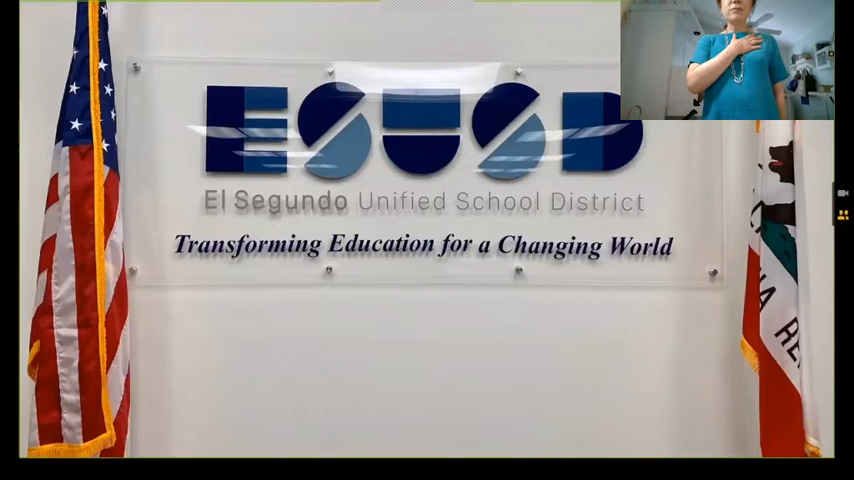 ESUSD
El Segundo Unified School District
Transforming Education for a Changing World